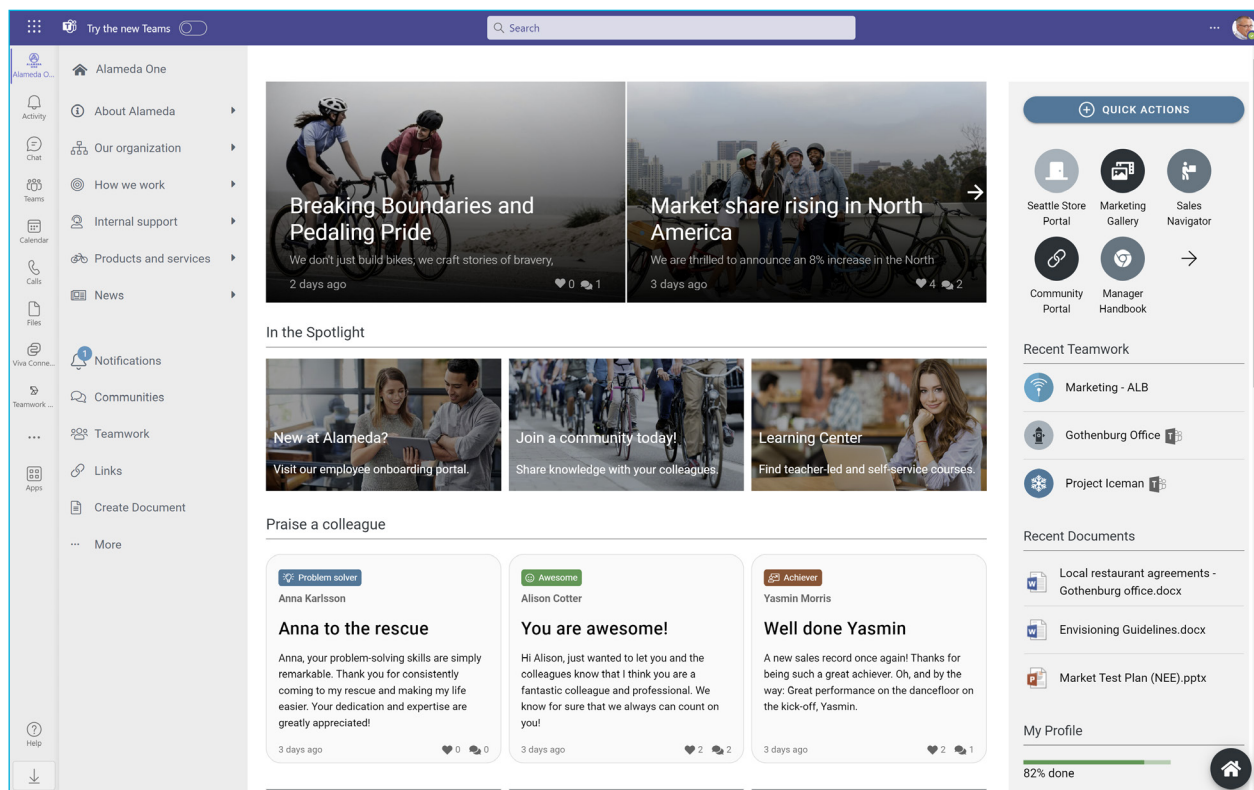 Try the new Teams
Search
...
Alameda O...
Activity
Chat
Teams
Calendar
Calls
Files
Viva Conne...
Teamwork ...
...
Apps
Help
Alameda One
About Alameda
Our organization
How we work
Internal support
Products and services
News
1
Notifications
Communities
Teamwork
Links
Create Document
... More
Breaking Boundaries and
Pedaling Pride
We don't just build bikes; we craft stories of bravery,
2 days ago
0 1
Market share rising in North
America
We are thrilled to announce an 8% increase in the North
3 days ago
4 2
In the Spotlight
New at Alameda?
Visit our employee onboarding portal.
Join a community today!
Share knowledge with your colleagues.
Learning Center
Find teacher-led and self-service courses.
Praise a colleague
Problem solver
Anna Karlsson
Anna to the rescue
Anna, your problem-solving skills are simply
remarkable. Thank you for consistently
coming to my rescue and making my life
easier. Your dedication and expertise are
greatly appreciated!
3 days ago
0 0
Awesome
Alison Cotter
You are awesome!
Hi Alison, just wanted to let you and the
colleagues know that I think you are a
fantastic colleague and professional. We
know for sure that we always can count on
you!
3 days ago
2 2
Achiever
Yasmin Morris
Well done Yasmin
A new sales record once again! Thanks for
being such a great achiever. Oh, and by the
way: Great performance on the dancefloor on
the kick-off, Yasmin.
3 days ago
2 1
QUICK ACTIONS
Seattle Store
Portal
Marketing
Gallery
Sales
Navigator
Community
Portal
Manager
Handbook
Recent Teamwork
Marketing - ALB
Gothenburg Office
Project Iceman
Recent Documents
Local restaurant agreements -
Gothenburg office.docx
Envisioning Guidelines.docx
Market Test Plan (NEE).pptx
My Profile
82% done